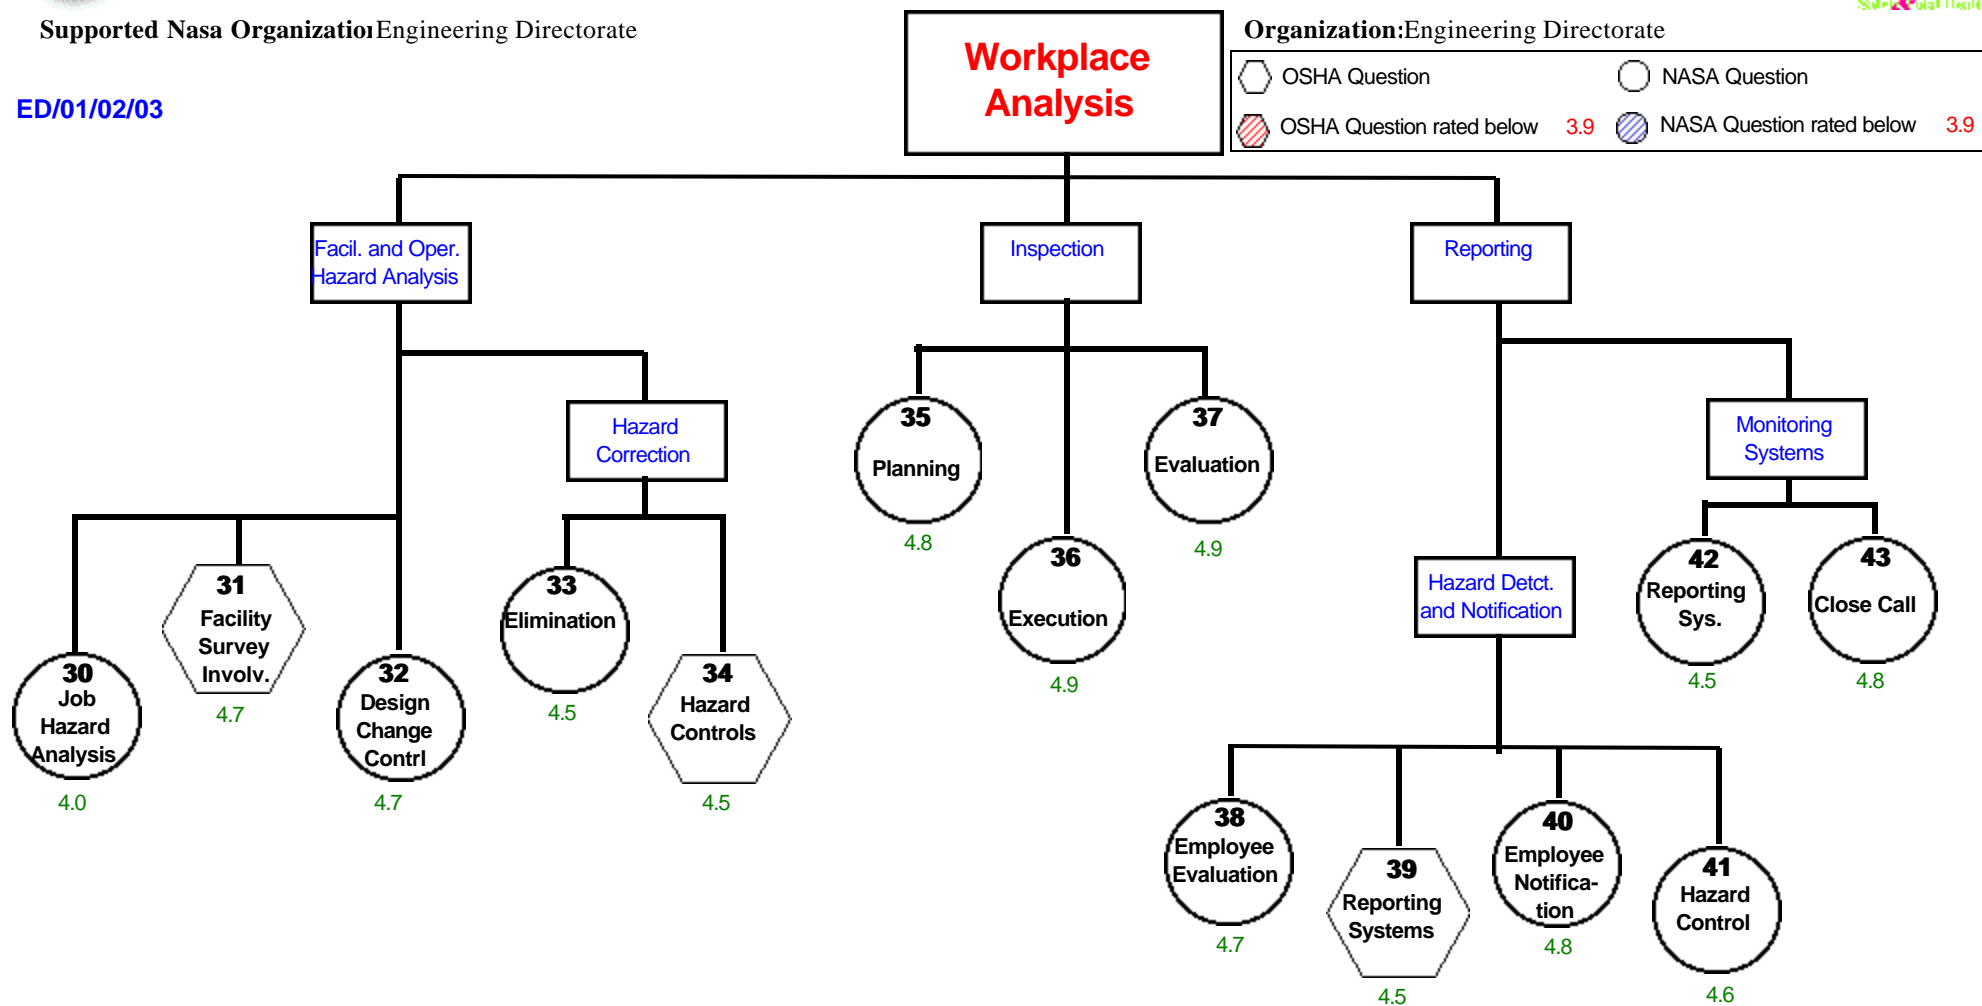 Supported Nasa Organization Engineering Directorate
Organization:Engineering Directorate
ED/01/02/03
Workplace
Analysis
OSHA Question
NASA Question
OSHA Question rated below 3.9
NASA Question rated below 3.9
Facil. and Oper.
Hazard Analysis
Inspection
Reporting
Hazard
Correction
Monitoring
Systems
Hazard Detct.
and Notification
30
Job
Hazard
Analysis
4.0
31
Facility
Survey
Involv.
4.7
32
Design
Change
Contrl
4.7
33
Elimination
4.5
34
Hazard
Controls
4.5
35
Planning
4.8
36
Execution
4.9
37
Evaluation
4.9
38
Employee
Evaluation
4.7
39
Reporting
Systems
4.5
40
Employee
Notifica-
tion
4.8
41
Hazard
Control
4.6
42
Reporting
Sys.
4.5
43
Close Call
4.8